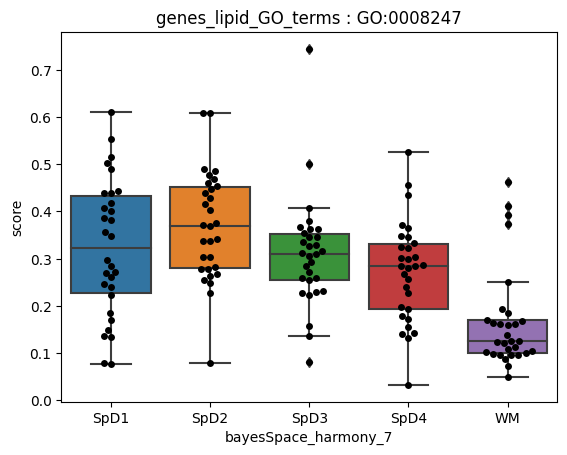 genes_lipid_GO_terms : GO:0008247
score
0.7
0.6
0.5
0.4
0.3
0.2
0.1
0.0
SpD1 SpD2 SpD3 SpD4 WM
bayesSpace_harmony_7